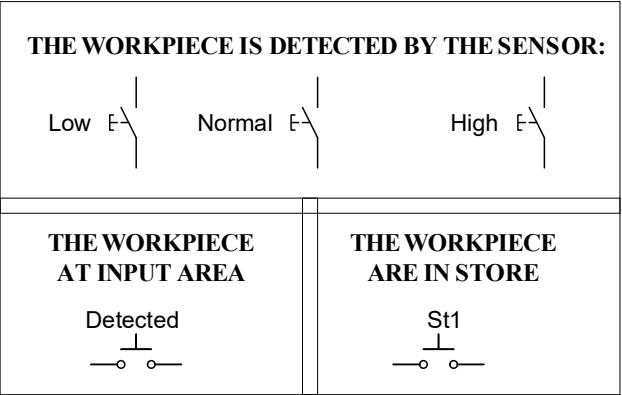 THE WORKPIECE IS DETECTED BY THE SENSOR:
Low Normal High
THE WORKPIECE
AT INPUT AREA
Detected
THE WORKPIECE
ARE IN STORE
St1